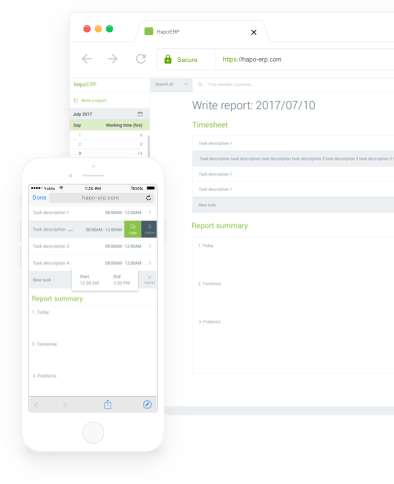 HapoERP
Secure
https://hapo-erp.com
hapoERP
Search all
Find member, customer, ...
Write a report
Write report: 2017/07/10
July 2017
Day Working time (hrs)
Timesheet
1 0
2 0
3 14
Task description 1
Task description task description task description task description 2 task description 2 task description 2
Task description 1
Task description 1
New task
Report summary
1. Today
2. Tomorrow
3. Problems
1:20 PM 100%
Done hapo-erp.com
Task description 1 08:00AM - 12:00AM
Task description ... 08:00AM - 12:00AM Copy Delete
Task description 3 08:00AM - 12:00AM
Task description 4 08:00AM - 12:00AM
New task Start End Cancel
12:30 AM 3:30 PM
Report summary
1. Today
2. Tomorrow
3. Problems